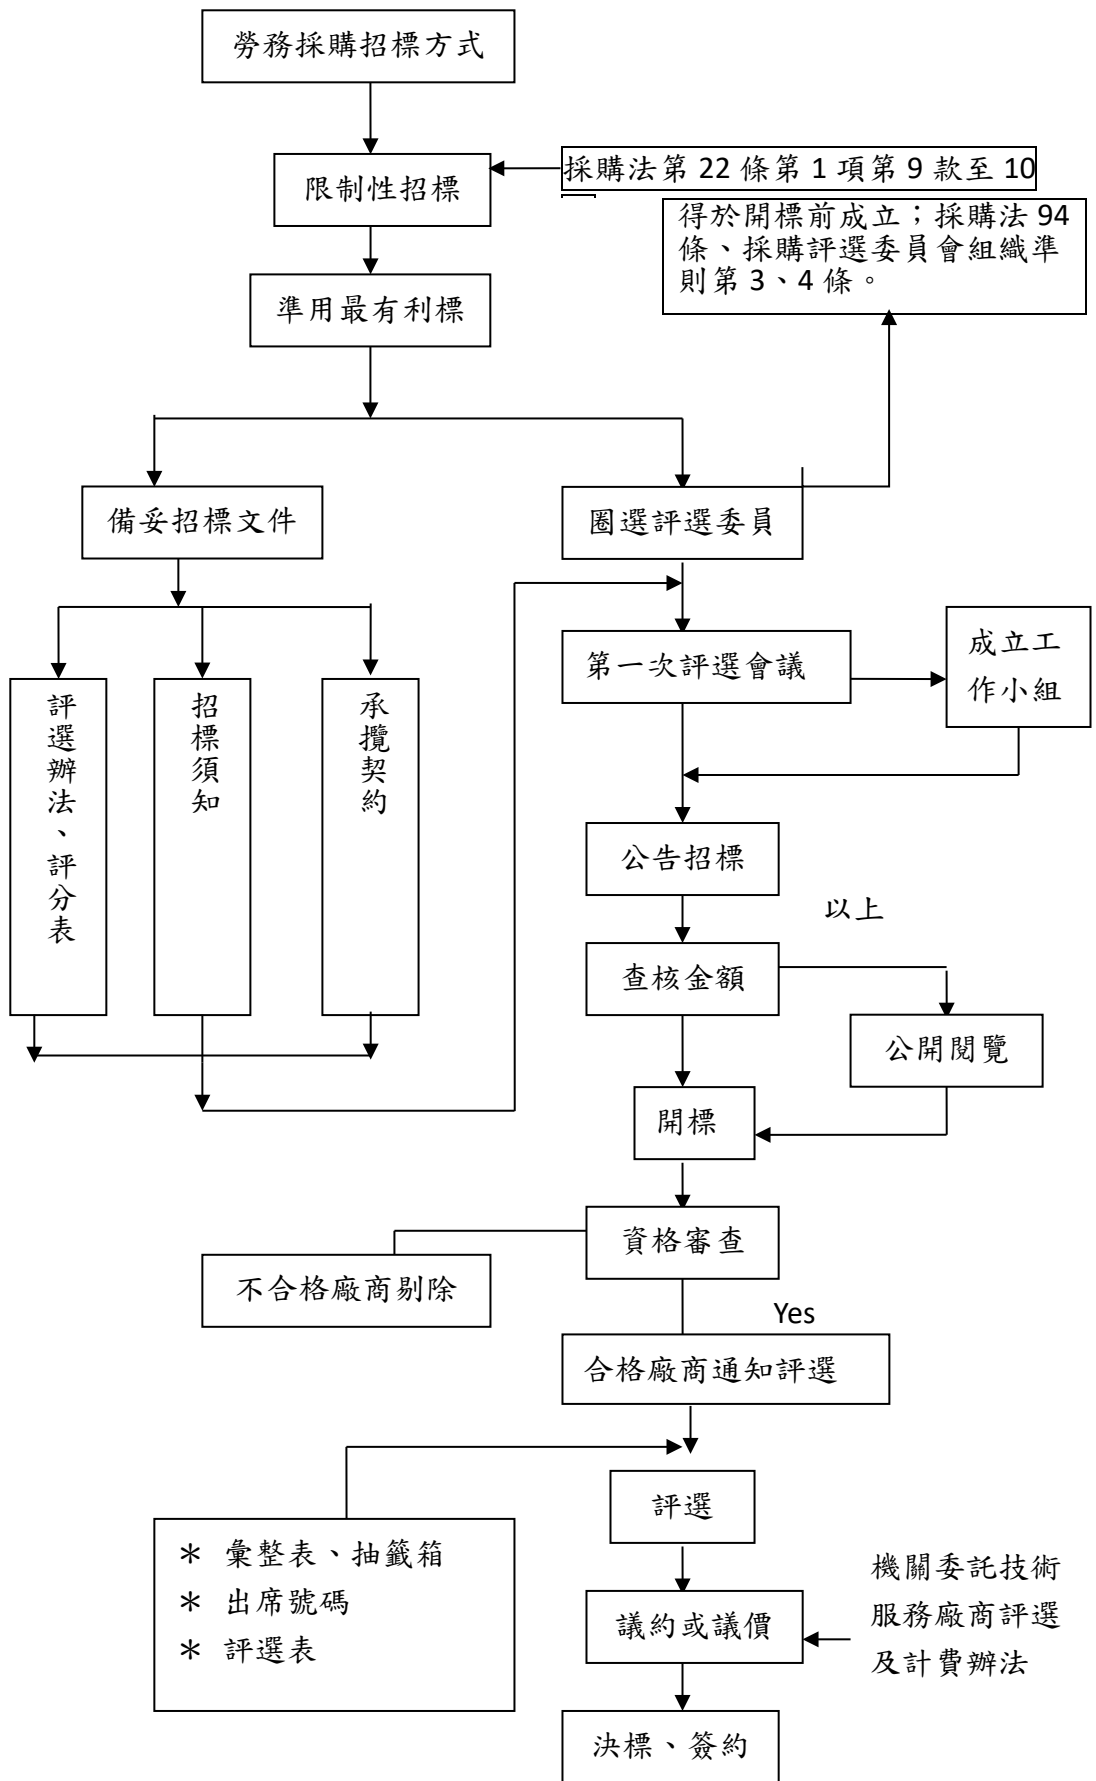 勞務採購招標方式
限制性招標
採購法第 22 條第 1 項第 9 款至 10
得於開標前成立；採購法 94
條、採購評選委員會組織準
則第 3、4 條。
準用最有利標
備妥招標文件
圈選評選委員
第一次評選會議
成立工
作小組
評選辦法、評分表
招標須知
承攬契約
公告招標
以上
查核金額
公開閱覽
開標
資格審查
不合格廠商剔除
Yes
合格廠商通知評選
評選
＊ 彙整表、抽籤箱
＊ 出席號碼
＊ 評選表
機關委託技術
服務廠商評選
及計費辦法
議約或議價
決標、簽約